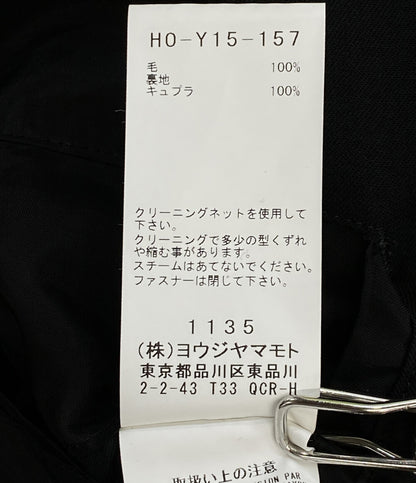 HO-Y15-157
毛 100%
裏地
キュプラ 100%
クリーニングネットを使用して
下さい。
クリーニングで多少の型くずれ
や縮む事があります。
スチームはあてないでください。
ファスナーは閉じて下さい。
1135
(株)ヨウジヤマモト
東京都品川区東品川
2-2-43 T33 QCR-H
取扱い上の注意